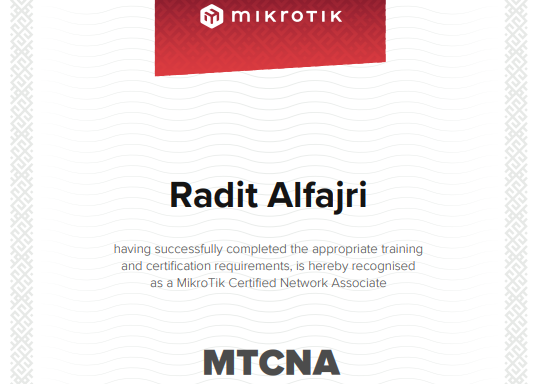 mikrotik
Radit Alfajri
having successfully completed the appropriate training
and certification requirements, is hereby recognised
as a MikroTik Certified Network Associate
MTCNA